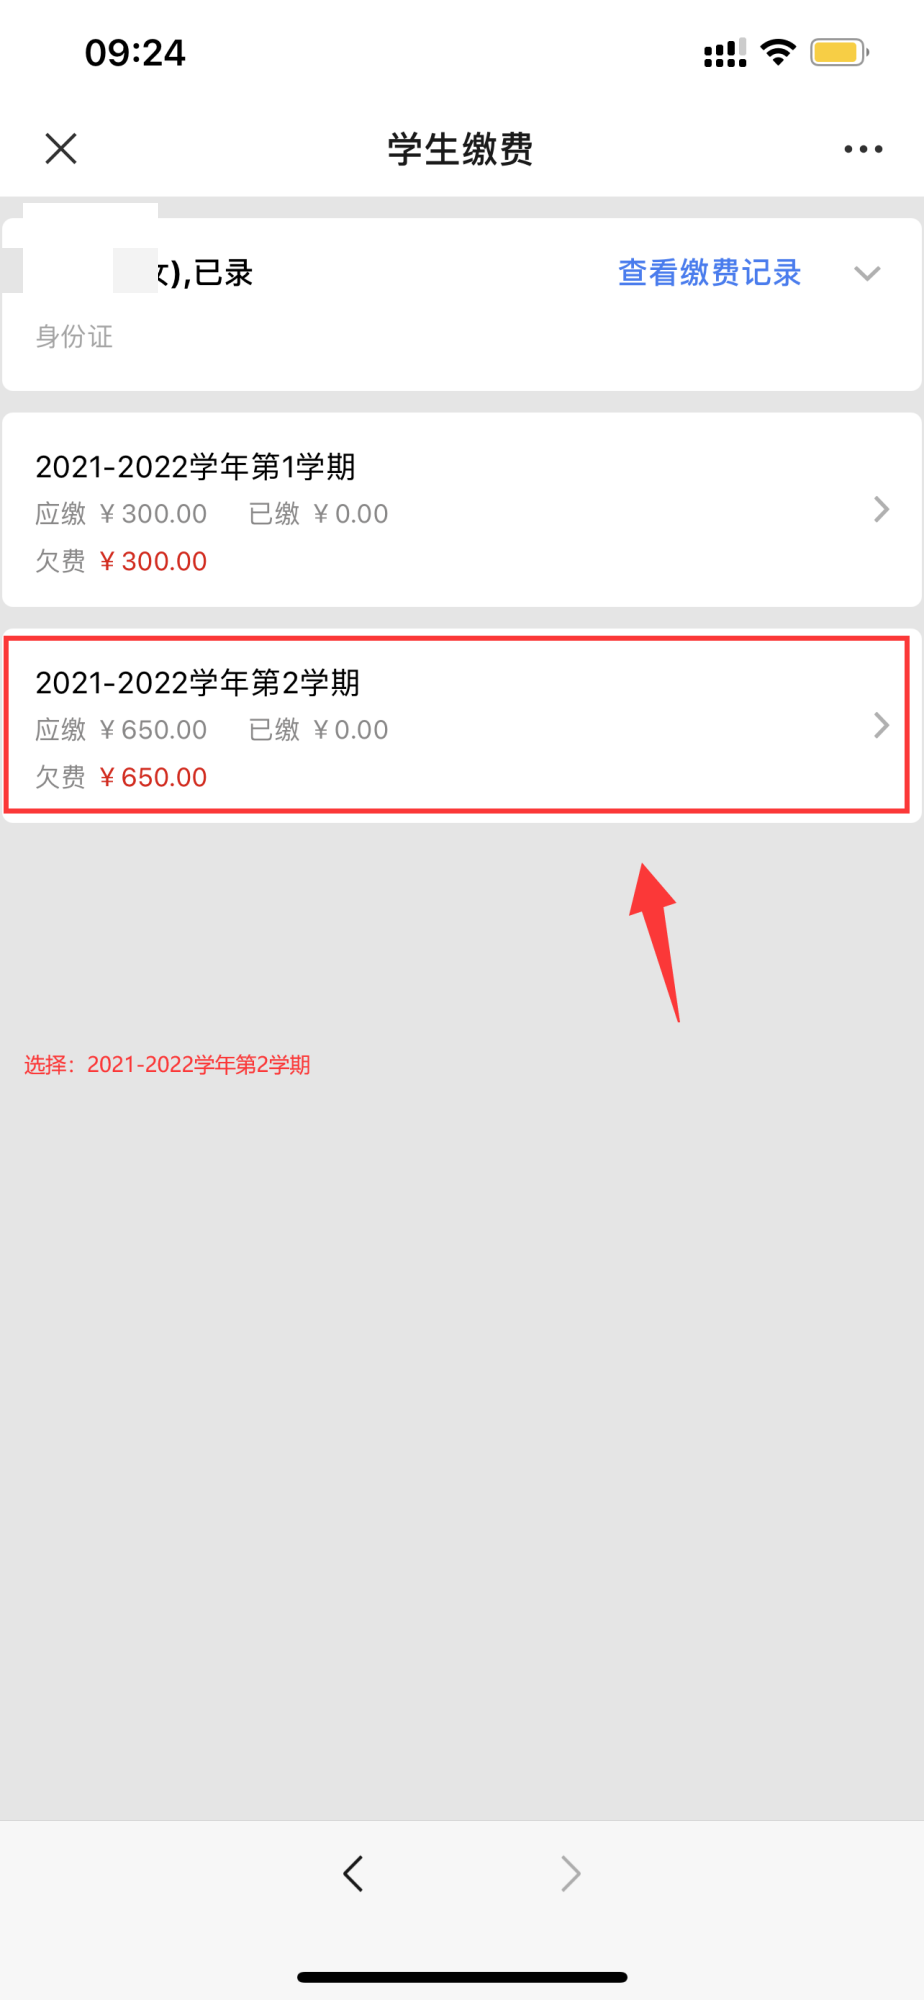 09:24
学生缴费
),已录
查看缴费记录
身份证
2021-2022学年第1学期
应缴 ¥300.00 已缴 ¥0.00
欠费 ¥300.00
2021-2022学年第2学期
应缴 ¥650.00 已缴 ¥0.00
欠费 ¥650.00
选择：2021-2022学年第2学期